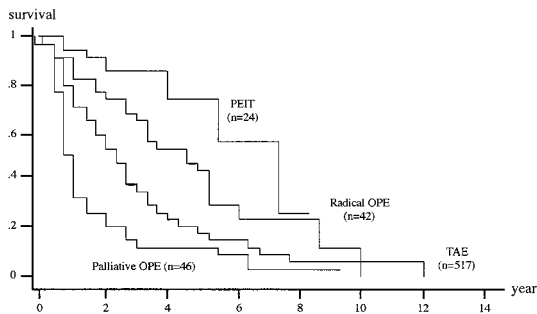 survival
1
.8
PEIT
(n=24)
.6
.4
Radical OPE
(n=42)
.2
TAE
(n=517)
Palliative OPE (n=46)
0
year
0 2 4 6 8 10 12 14